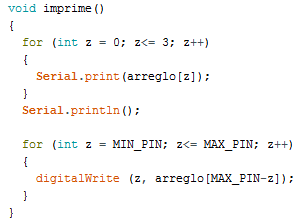 void imprime()
{
  for (int z = 0; z<= 3; z++)
  {
    Serial.print(arreglo[z]);
  }
  Serial.println();

  for (int z = MIN_PIN; z<= MAX_PIN; z++)
  {
    digitalWrite (z, arreglo[MAX_PIN-z]);
  }
}